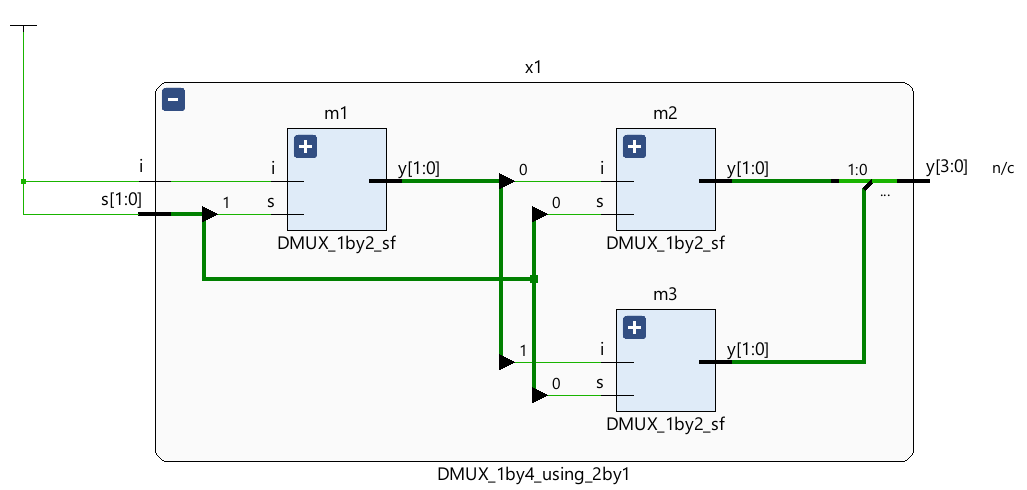 x1
m1
m2
i
i
y[1:0]
0
i
y[1:0]
1:0
y[3:0]
n/c
s[1:0]
1
s
0
s
...
DMUX_1by2_sf
DMUX_1by2_sf
m3
1
i
y[1:0]
0
s
DMUX_1by2_sf
DMUX_1by4_using_2by1